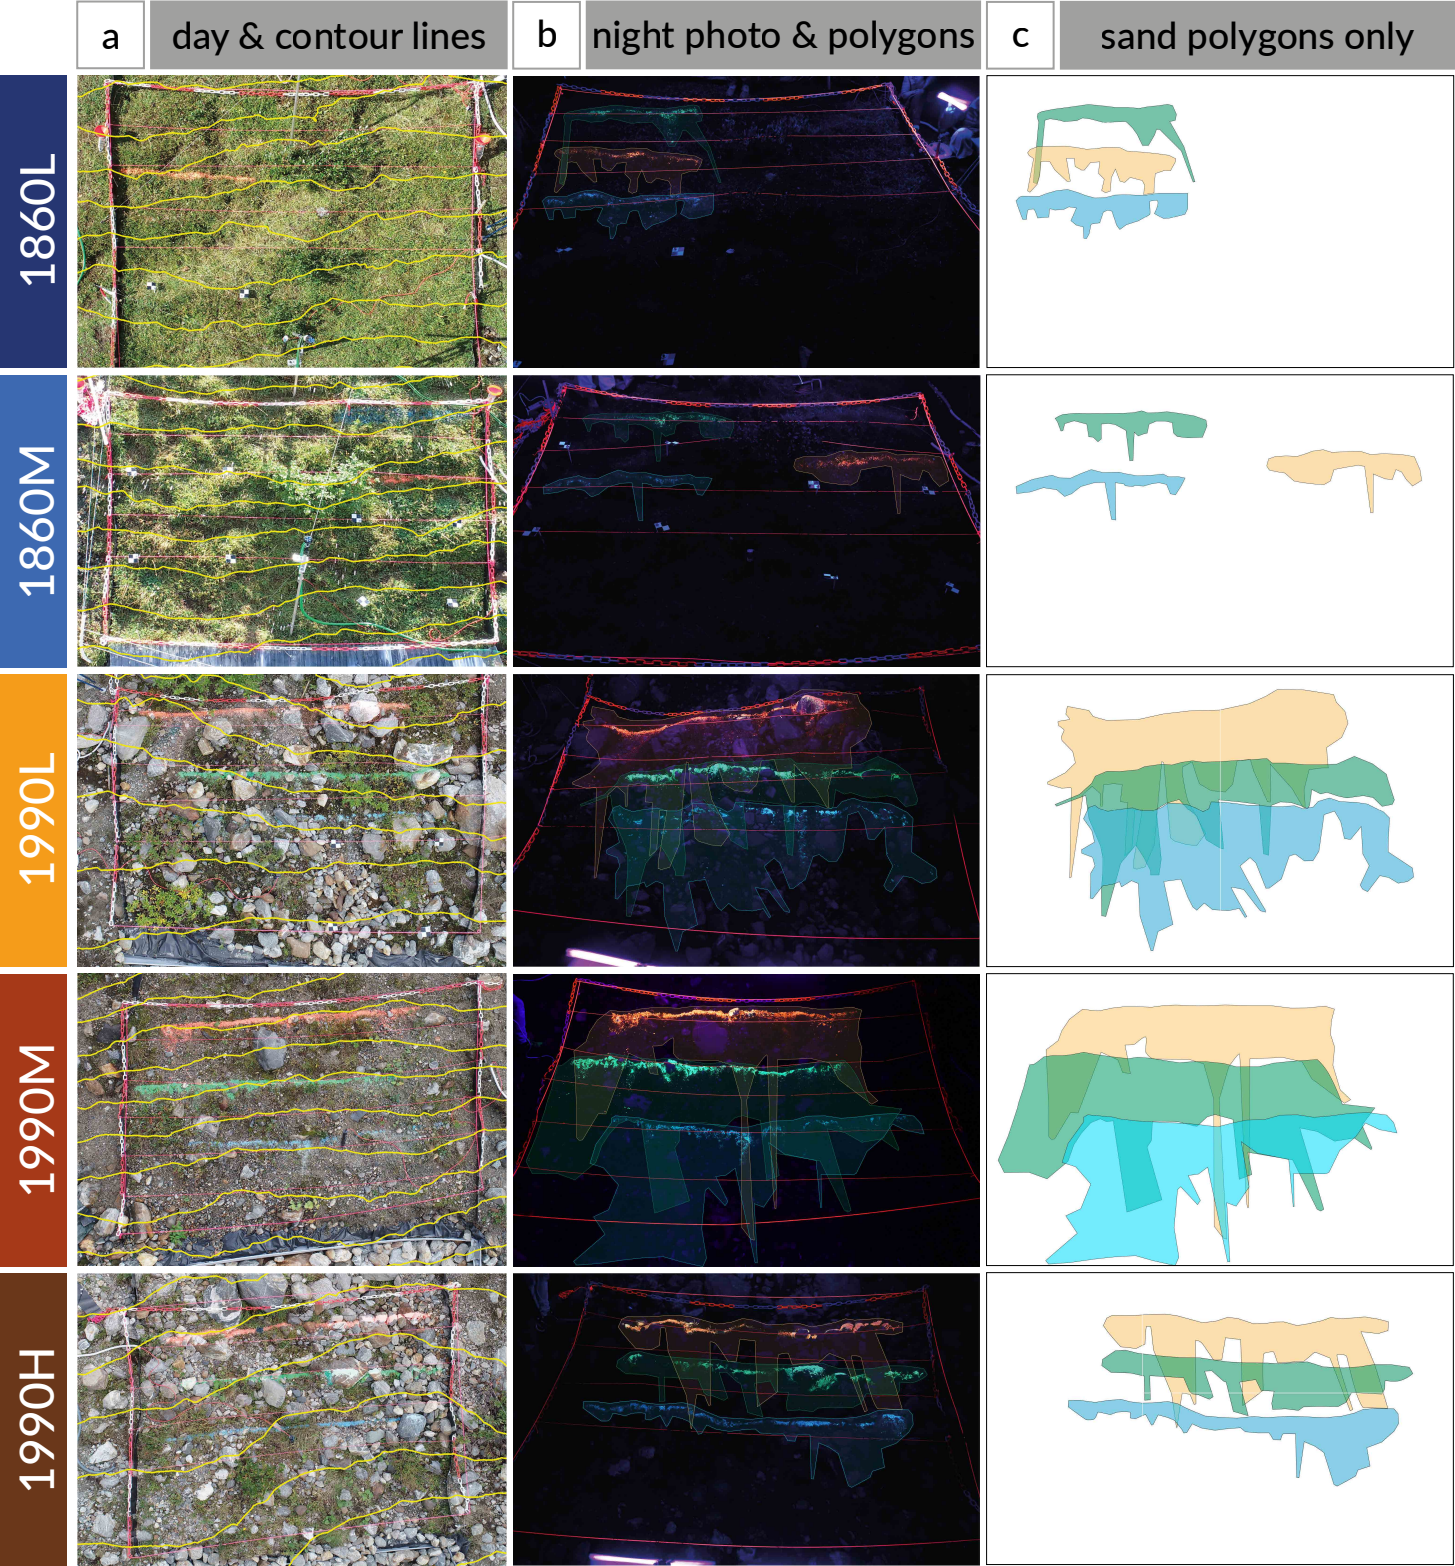 a day & contour lines
b night photo & polygons
c sand polygons only
1860L
1860M
1990L
1990M
1990H